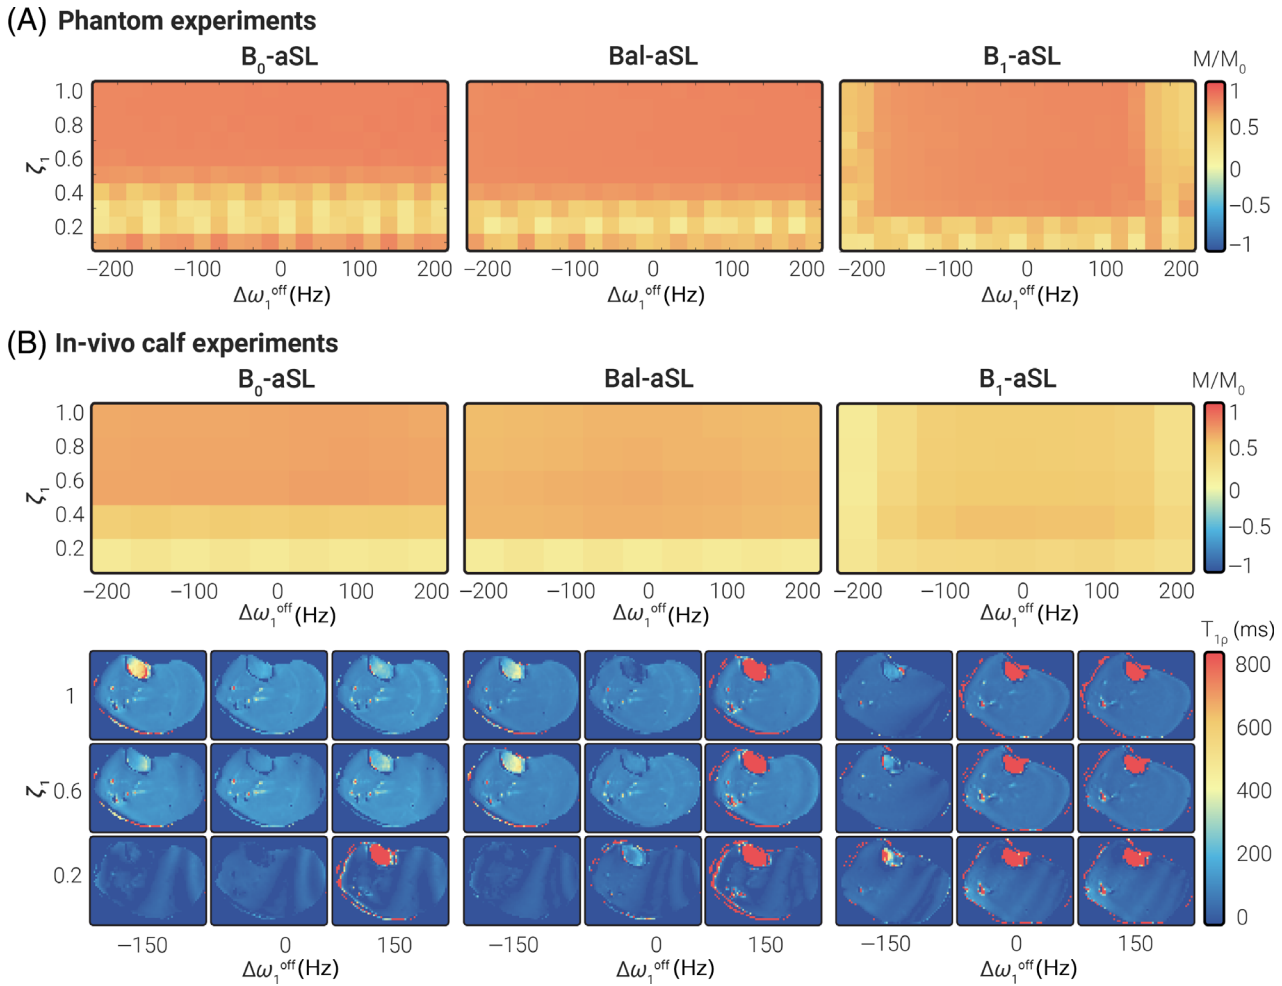 (A) Phantom experiments
B₀-aSL Bal-aSL B₁-aSL M/M₀
1.0
0.8
0.6
0.4
0.2
ζ₁
1
0.5
0
−0.5
−1
−200 −100 0 100 200 −200 −100 0 100 200 −200 −100 0 100 200
Δω₁ᵒᶠᶠ(Hz) Δω₁ᵒᶠᶠ(Hz) Δω₁ᵒᶠᶠ(Hz)
(B) In-vivo calf experiments
B₀-aSL Bal-aSL B₁-aSL M/M₀
1.0
0.8
0.6
0.4
0.2
ζ₁
1
0.5
0
−0.5
−1
−200 −100 0 100 200 −200 −100 0 100 200 −200 −100 0 100 200
Δω₁ᵒᶠᶠ(Hz) Δω₁ᵒᶠᶠ(Hz) Δω₁ᵒᶠᶠ(Hz)
T₁ᵨ (ms)
1
0.6
0.2
ζ₁
800
600
400
200
0
−150 0 150 −150 0 150 −150 0 150
Δω₁ᵒᶠᶠ(Hz) Δω₁ᵒᶠᶠ(Hz) Δω₁ᵒᶠᶠ(Hz)